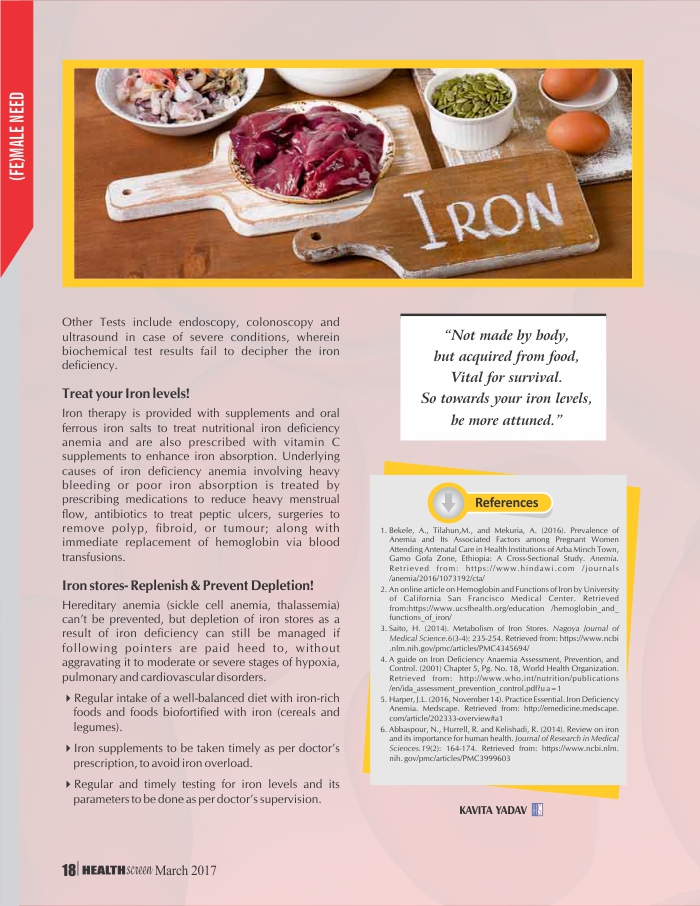 (FE)MALE NEED
IRON
Other Tests include endoscopy, colonoscopy and
ultrasound in case of severe conditions, wherein
biochemical test results fail to decipher the iron
deficiency.
Treat your Iron levels!
Iron therapy is provided with supplements and oral
ferrous iron salts to treat nutritional iron deficiency
anemia and are also prescribed with vitamin C
supplements to enhance iron absorption. Underlying
causes of iron deficiency anemia involving heavy
bleeding or poor iron absorption is treated by
prescribing medications to reduce heavy menstrual
flow, antibiotics to treat peptic ulcers, surgeries to
remove polyp, fibroid, or tumour; along with
immediate replacement of hemoglobin via blood
transfusions.
Iron stores- Replenish & Prevent Depletion!
Hereditary anemia (sickle cell anemia, thalassemia)
can't be prevented, but depletion of iron stores as a
result of iron deficiency can still be managed if
following pointers are paid heed to, without
aggravating it to moderate or severe stages of hypoxia,
pulmonary and cardiovascular disorders.
Regular intake of a well-balanced diet with iron-rich
foods and foods biofortified with iron (cereals and
legumes).
Iron supplements to be taken timely as per doctor's
prescription, to avoid iron overload.
Regular and timely testing for iron levels and its
parameters to be done as per doctor's supervision.
“Not made by body,
but acquired from food,
Vital for survival.
So towards your iron levels,
be more attuned.”
References
1. Bekele, A., Tilahun,M., and Mekuria, A. (2016). Prevalence of
Anemia and Its Associated Factors among Pregnant Women
Attending Antenatal Care in Health Institutions of Arba Minch Town,
Gamo Gofa Zone, Ethiopia: A Cross-Sectional Study. Anemia.
Retrieved from: https://www.hindawi.com /journals
/anemia/2016/1073192/cta/
2. An online article on Hemoglobin and Functions of Iron by University
of California San Francisco Medical Center. Retrieved
from:https://www.ucsfhealth.org/education /hemoglobin_and_
functions_of_iron/
3. Saito, H. (2014). Metabolism of Iron Stores. Nagoya Journal of
Medical Science.6(3-4): 235-254. Retrieved from: https://www.ncbi
.nlm.nih.gov/pmc/articles/PMC4345694/
4. A guide on Iron Deficiency Anaemia Assessment, Prevention, and
Control. (2001) Chapter 5, Pg. No. 18, World Health Organization.
Retrieved from: http://www.who.int/nutrition/publications
/en/ida_assessment_prevention_control.pdf?ua=1
5. Harper, J.L. (2016, November 14). Practice Essential. Iron Deficiency
Anemia. Medscape. Retrieved from: http://emedicine.medscape.
com/article/202333-overview#a1
6. Abbaspour, N., Hurrell, R. and Kelishadi, R. (2014). Review on iron
and its importance for human health. Journal of Research in Medical
Sciences.19(2): 164-174. Retrieved from: https://www.ncbi.nlm.
nih. gov/pmc/articles/PMC3999603
KAVITA YADAV
18 HEALTHscreen March 2017